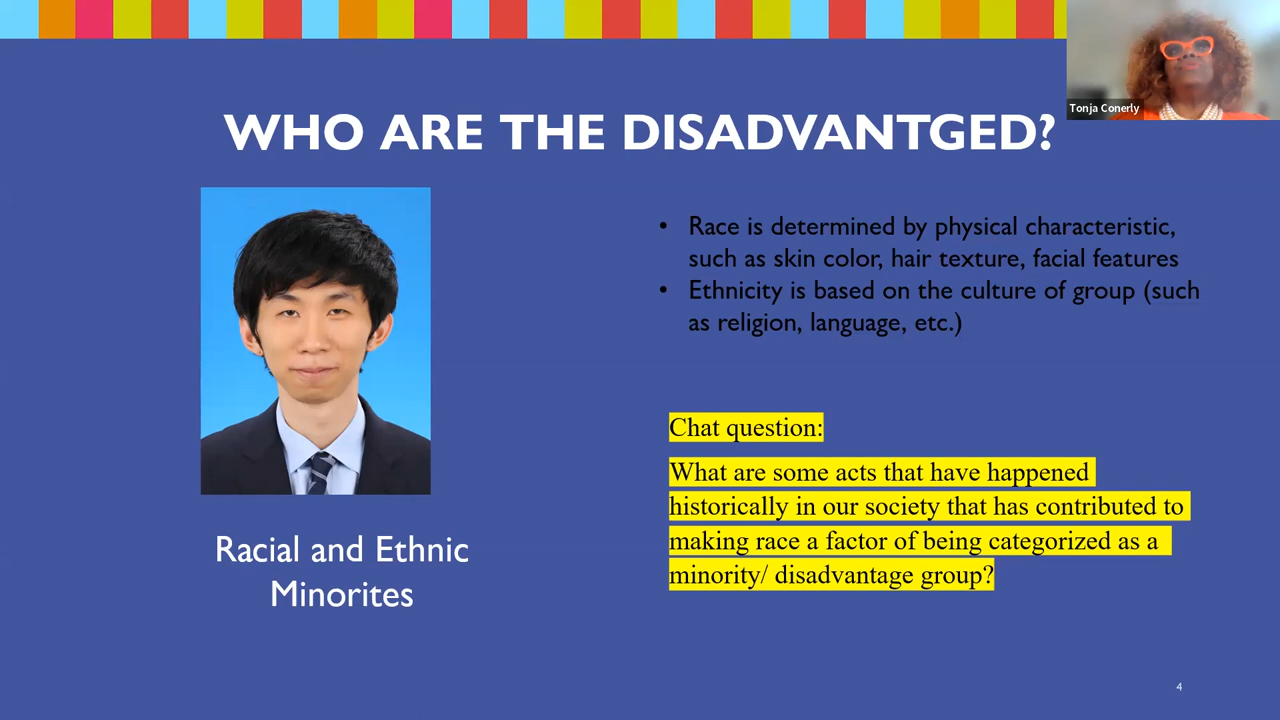 Tonja Conerly
WHO ARE THE DISADVANTGED?
• Race is determined by physical characteristic,
such as skin color, hair texture, facial features
• Ethnicity is based on the culture of group (such
as religion, language, etc.)
Chat question:
What are some acts that have happened
historically in our society that has contributed to
making race a factor of being categorized as a
minority/ disadvantage group?
Racial and Ethnic
Minorites
4